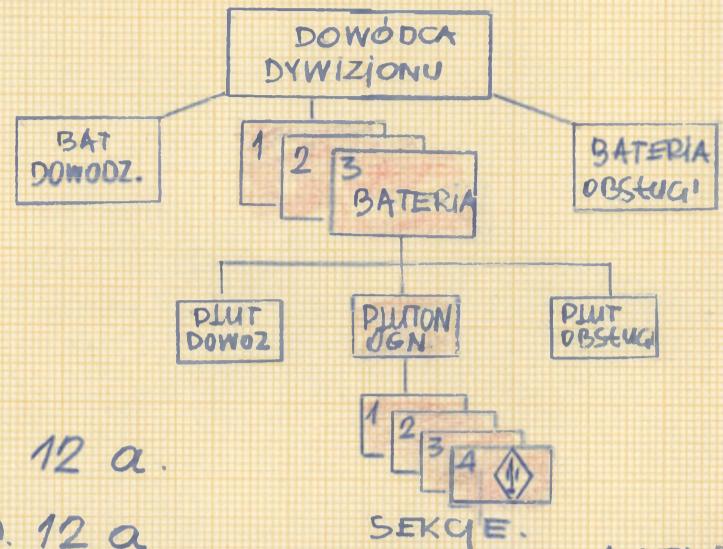 DOWÓDCA
DYWIZJONU
BAT
DOWODZ.
1
2
3
BATERIA
BATERIA
OBSŁUGI
PLUT
DOWOZ
PLUTON
OGN
PLUT
OBSŁUGI
1
2
3
4
SEKCJE.
12 a.
12 a